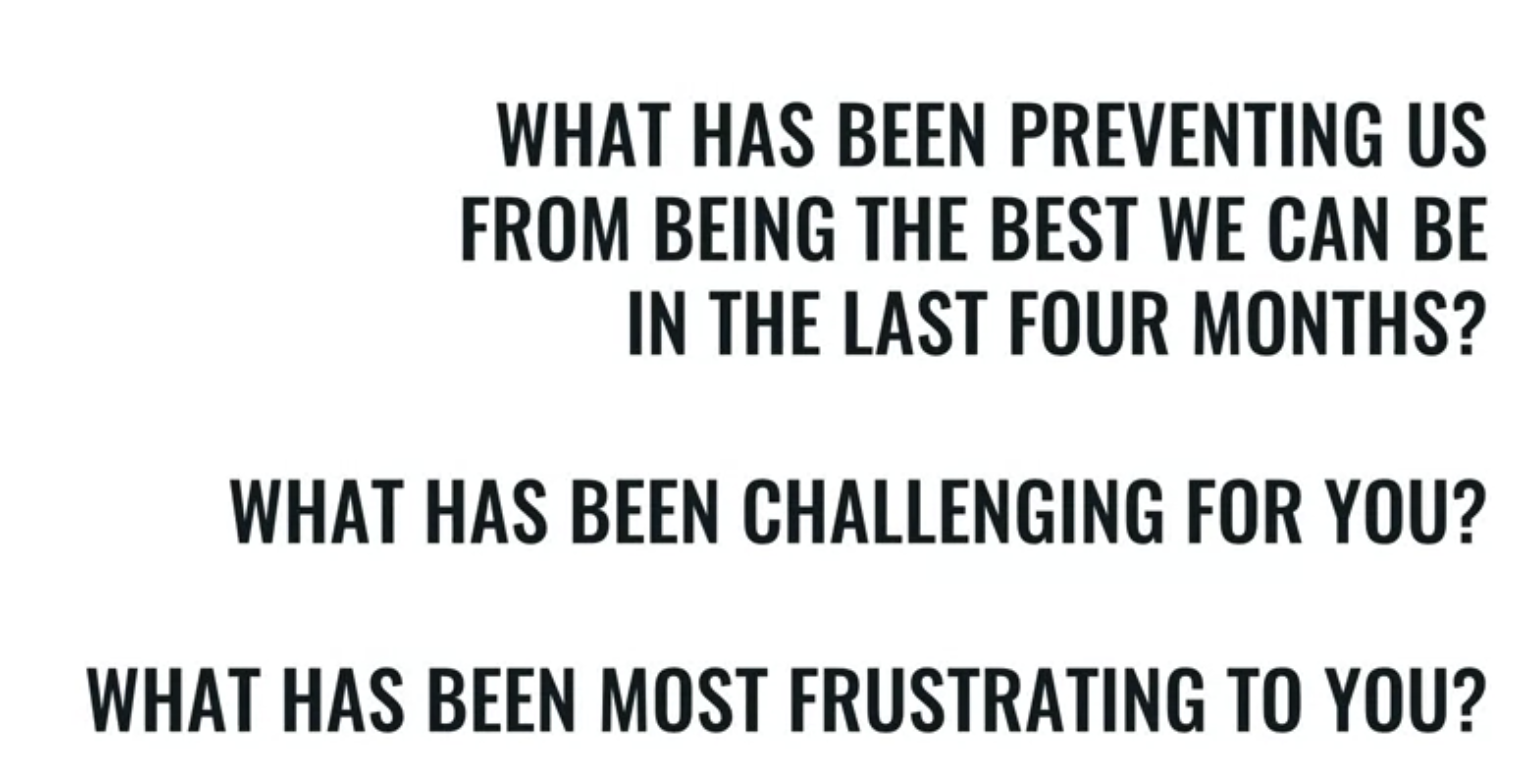 WHAT HAS BEEN PREVENTING US
FROM BEING THE BEST WE CAN BE
IN THE LAST FOUR MONTHS?
WHAT HAS BEEN CHALLENGING FOR YOU?
WHAT HAS BEEN MOST FRUSTRATING TO YOU?